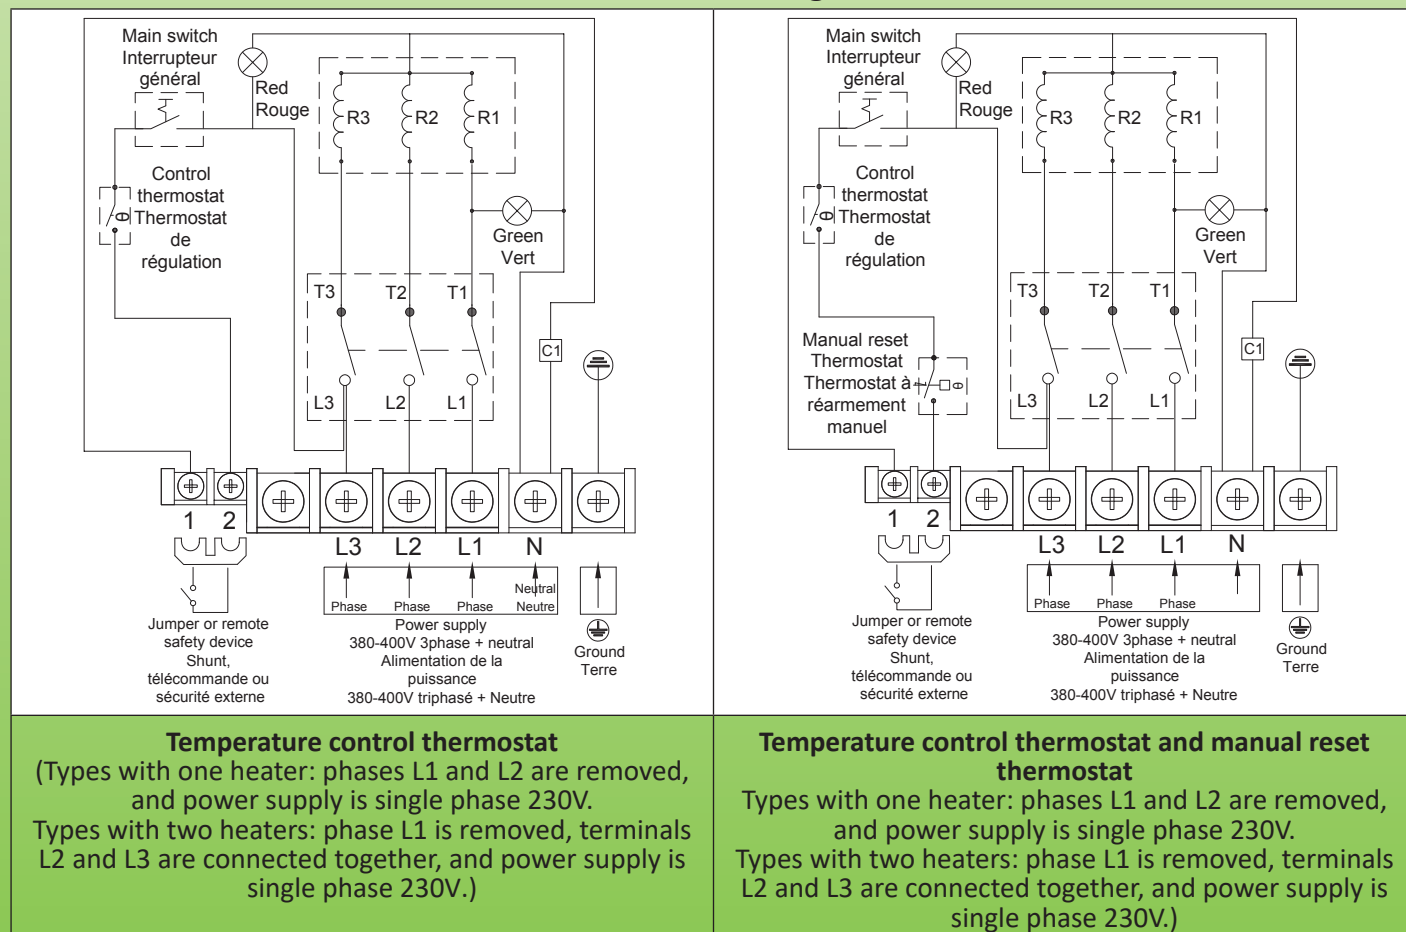 Main switch
Interrupteur
général
Red
Rouge
R3
R2
R1
Control
thermostat
Thermostat
de
régulation
θ
Green
Vert
T3
T2
T1
C1
L3
L2
L1
1
2
L3
L2
L1
N
Phase
Phase
Phase
Neutral
Neutre
Jumper or remote
safety device
Shunt,
télécommande ou
sécurité externe
Power supply
380-400V 3phase + neutral
Alimentation de la
puissance
380-400V triphasé + Neutre
Ground
Terre
Temperature control thermostat
(Types with one heater: phases L1 and L2 are removed,
and power supply is single phase 230V.
Types with two heaters: phase L1 is removed, terminals
L2 and L3 are connected together, and power supply is
single phase 230V.)
Main switch
Interrupteur
général
Red
Rouge
R3
R2
R1
Control
thermostat
Thermostat
de
régulation
θ
Green
Vert
T3
T2
T1
Manual reset
Thermostat
Thermostat à
réarmement
manuel
θ
C1
L3
L2
L1
1
2
L3
L2
L1
N
Phase
Phase
Phase
Jumper or remote
safety device
Shunt,
télécommande ou
sécurité externe
Power supply
380-400V 3phase + neutral
Alimentation de la
puissance
380-400V triphasé + Neutre
Ground
Terre
Temperature control thermostat and manual reset
thermostat
Types with one heater: phases L1 and L2 are removed,
and power supply is single phase 230V.
Types with two heaters: phase L1 is removed, terminals
L2 and L3 are connected together, and power supply is
single phase 230V.)